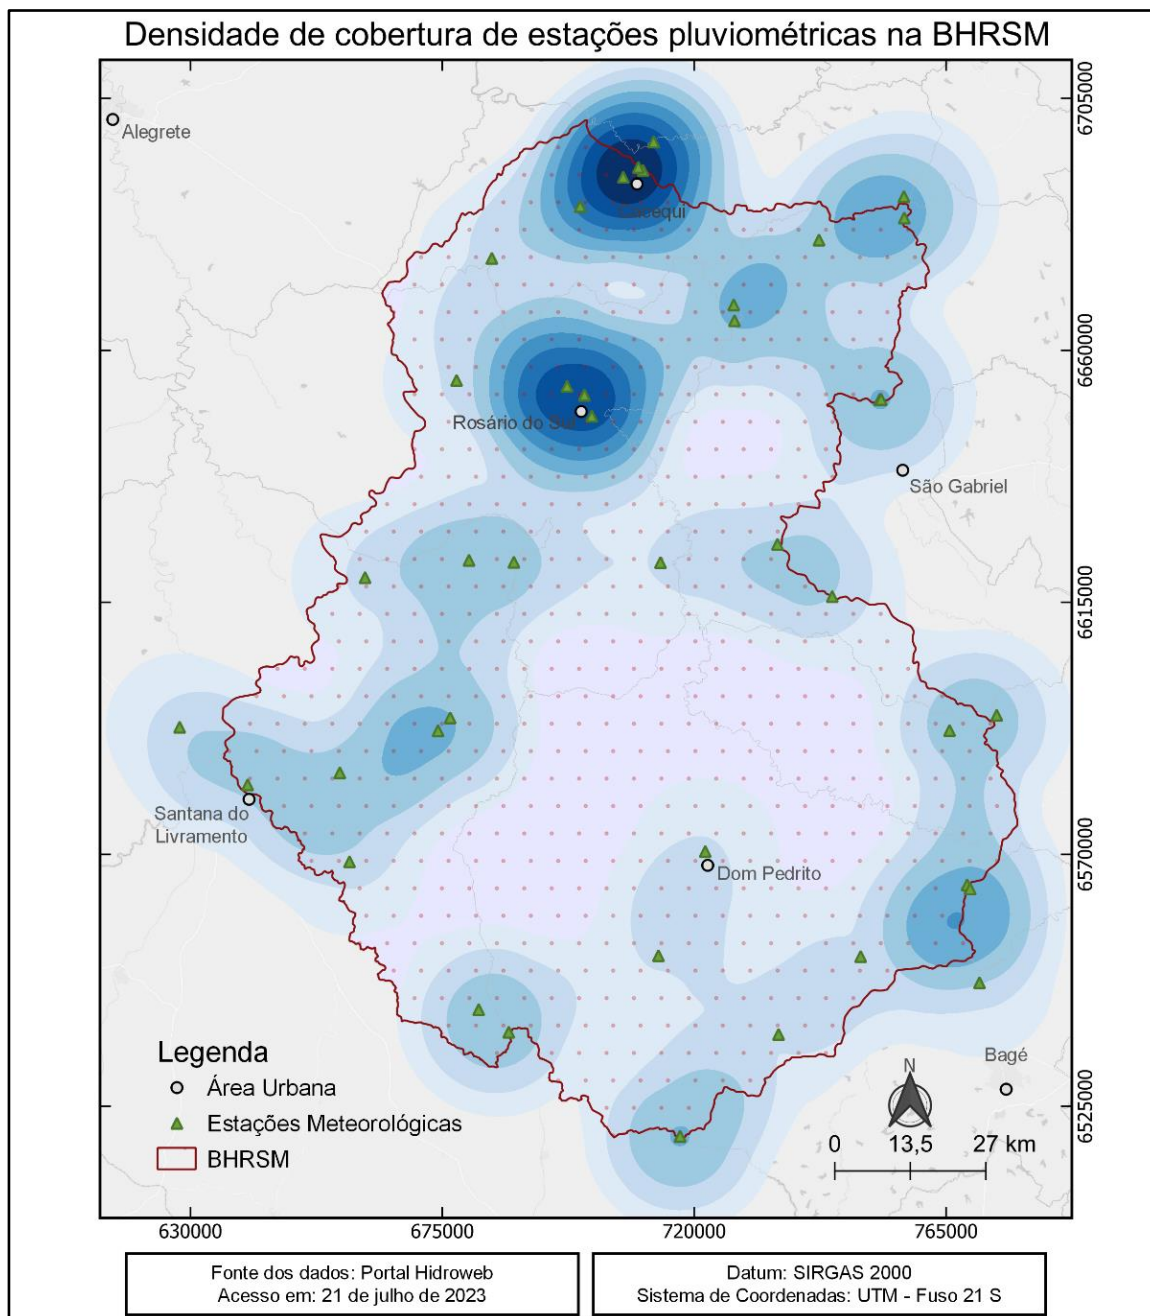 Densidade de cobertura de estações pluviométricas na BHRSM
Alegrete
Cacequi
Rosário do Sul
São Gabriel
Santana do
Livramento
Dom Pedrito
Bagé
6705000
6660000
6615000
6570000
6525000
Legenda
Área Urbana
Estações Meteorológicas
BHRSM
N
0 13,5 27 km
630000 675000 720000 765000
Fonte dos dados: Portal Hidroweb
Acesso em: 21 de julho de 2023
Datum: SIRGAS 2000
Sistema de Coordenadas: UTM - Fuso 21 S